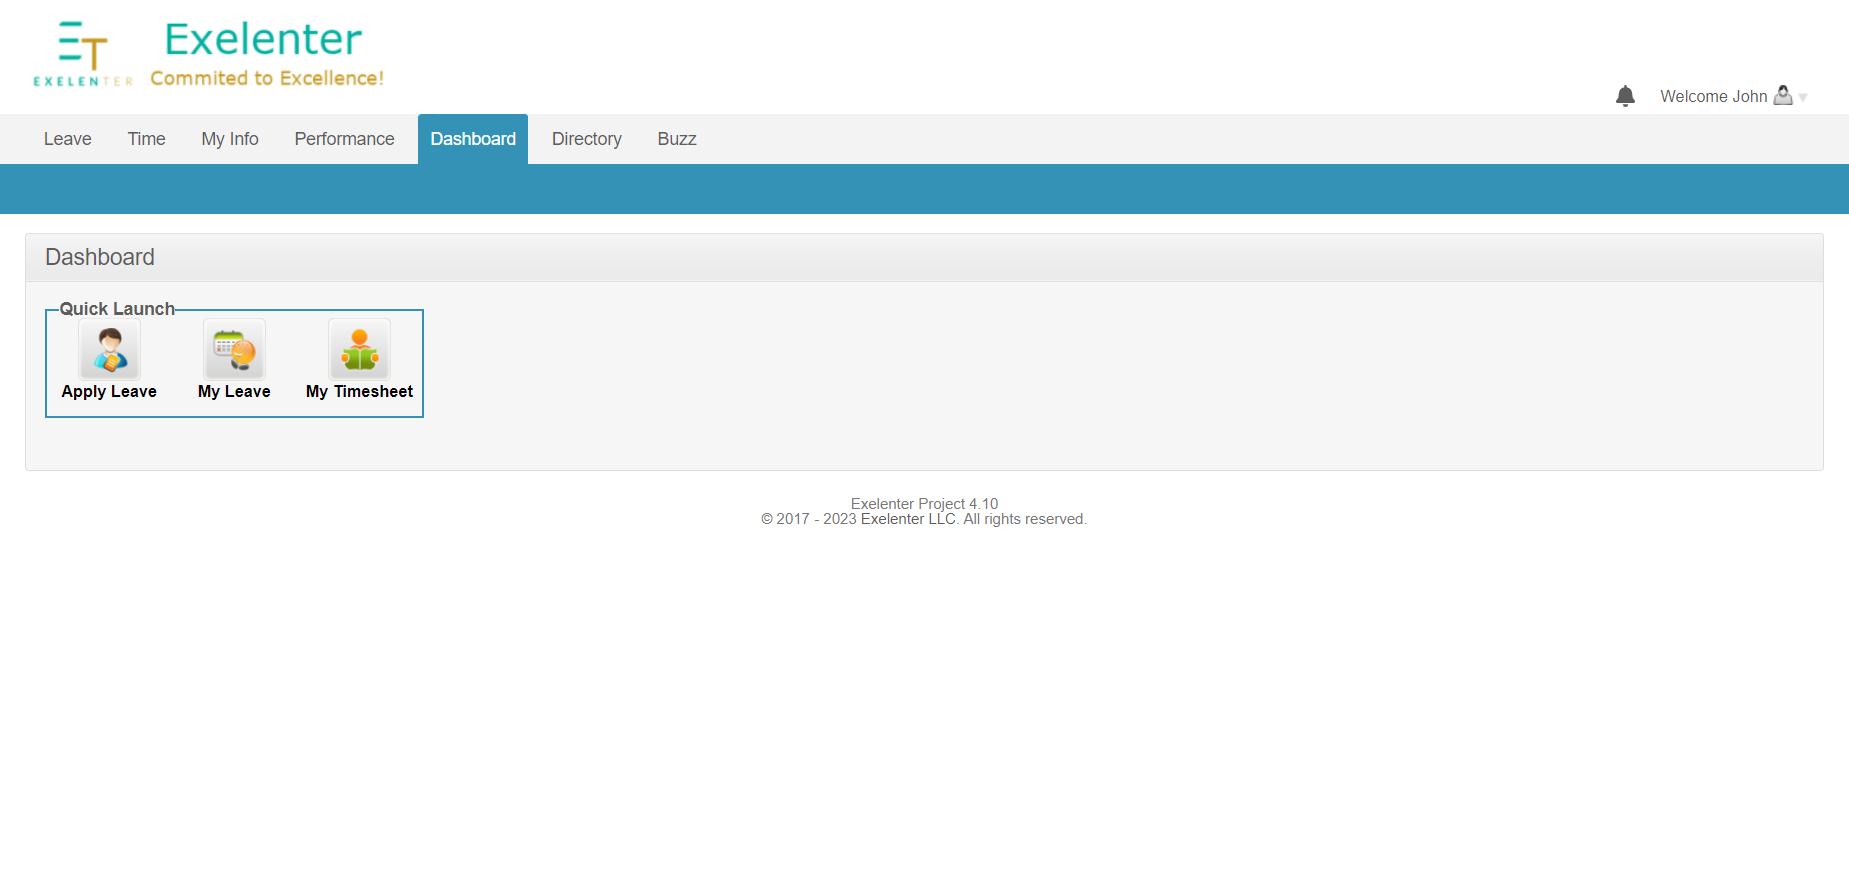 ET
EXELENTER
Exelenter
Commited to Excellence!
Welcome John
Leave Time My Info Performance Dashboard Directory Buzz
Dashboard
Quick Launch
Apply Leave My Leave My Timesheet
Exelenter Project 4.10
© 2017 - 2023 Exelenter LLC. All rights reserved.